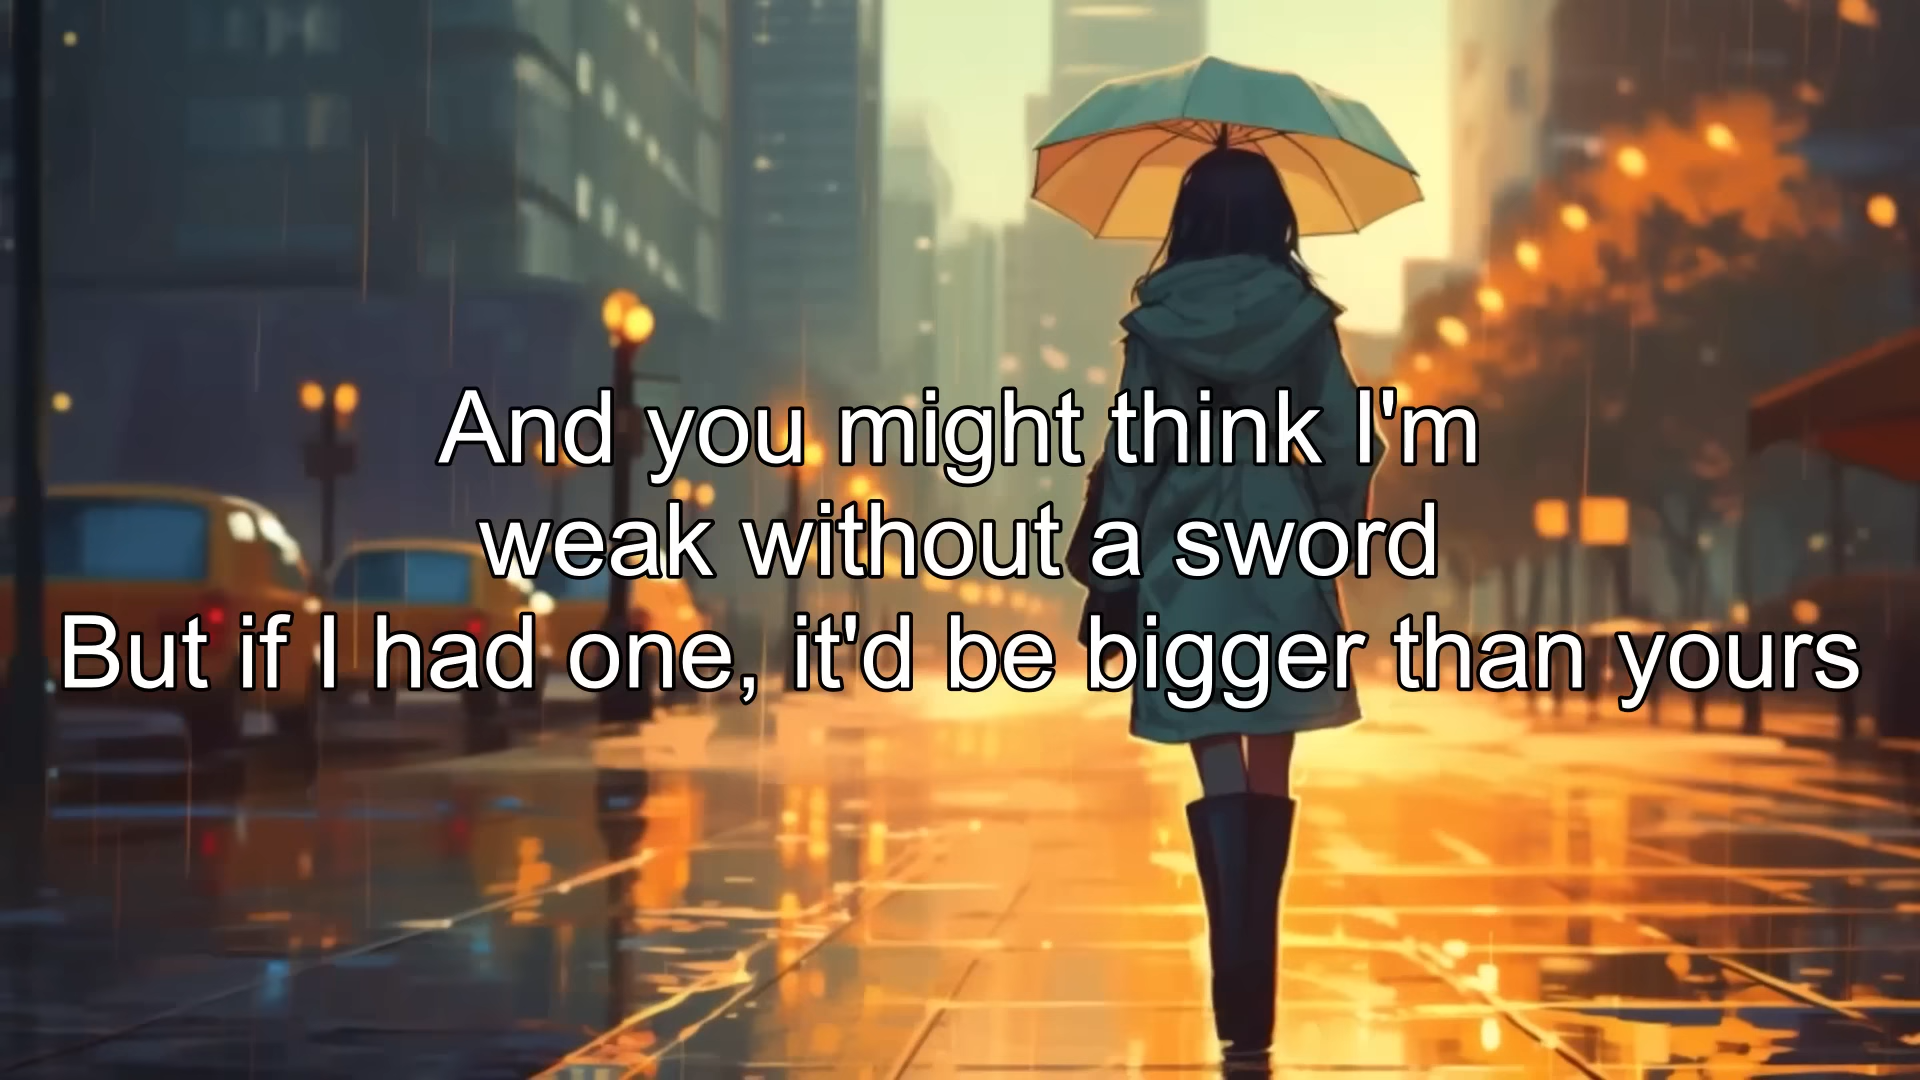 And you might think I'm
weak without a sword
But if I had one, it'd be bigger than yours